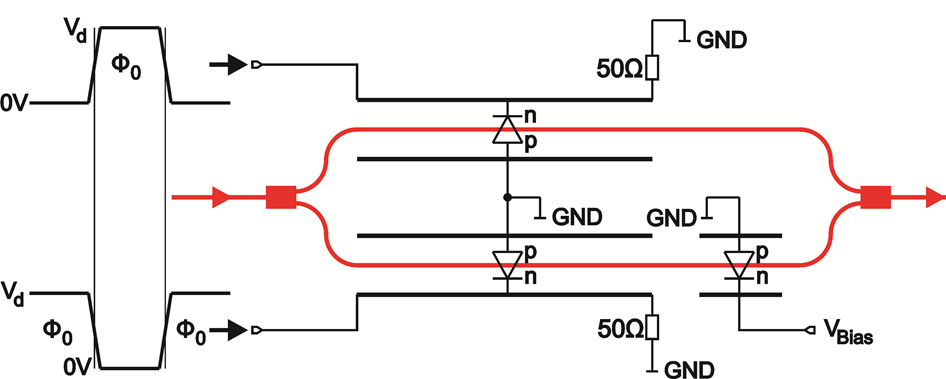 V_d
Φ_0
0V
50Ω
GND
n
p
GND
GND
p
n
p
n
V_d
Φ_0
Φ_0
0V
50Ω
GND
V_Bias